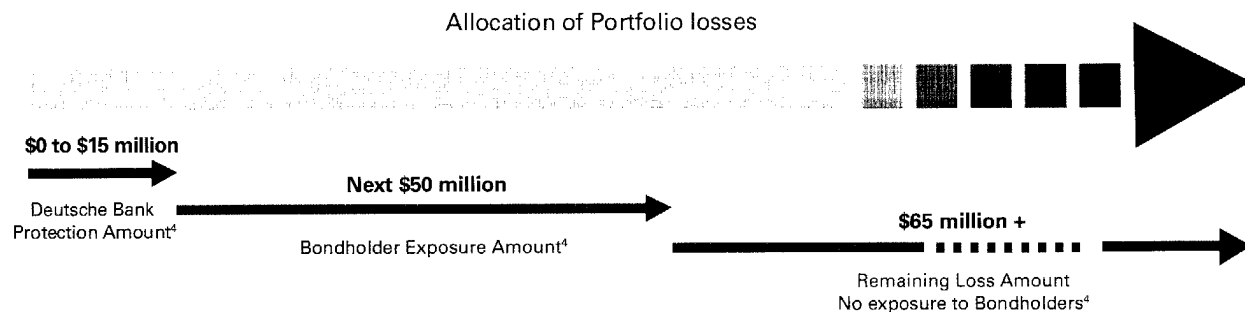 Allocation of Portfolio losses
$0 to $15 million
Deutsche Bank
Protection Amount⁴
Next $50 million
Bondholder Exposure Amount⁴
$65 million +
Remaining Loss Amount
No exposure to Bondholders⁴